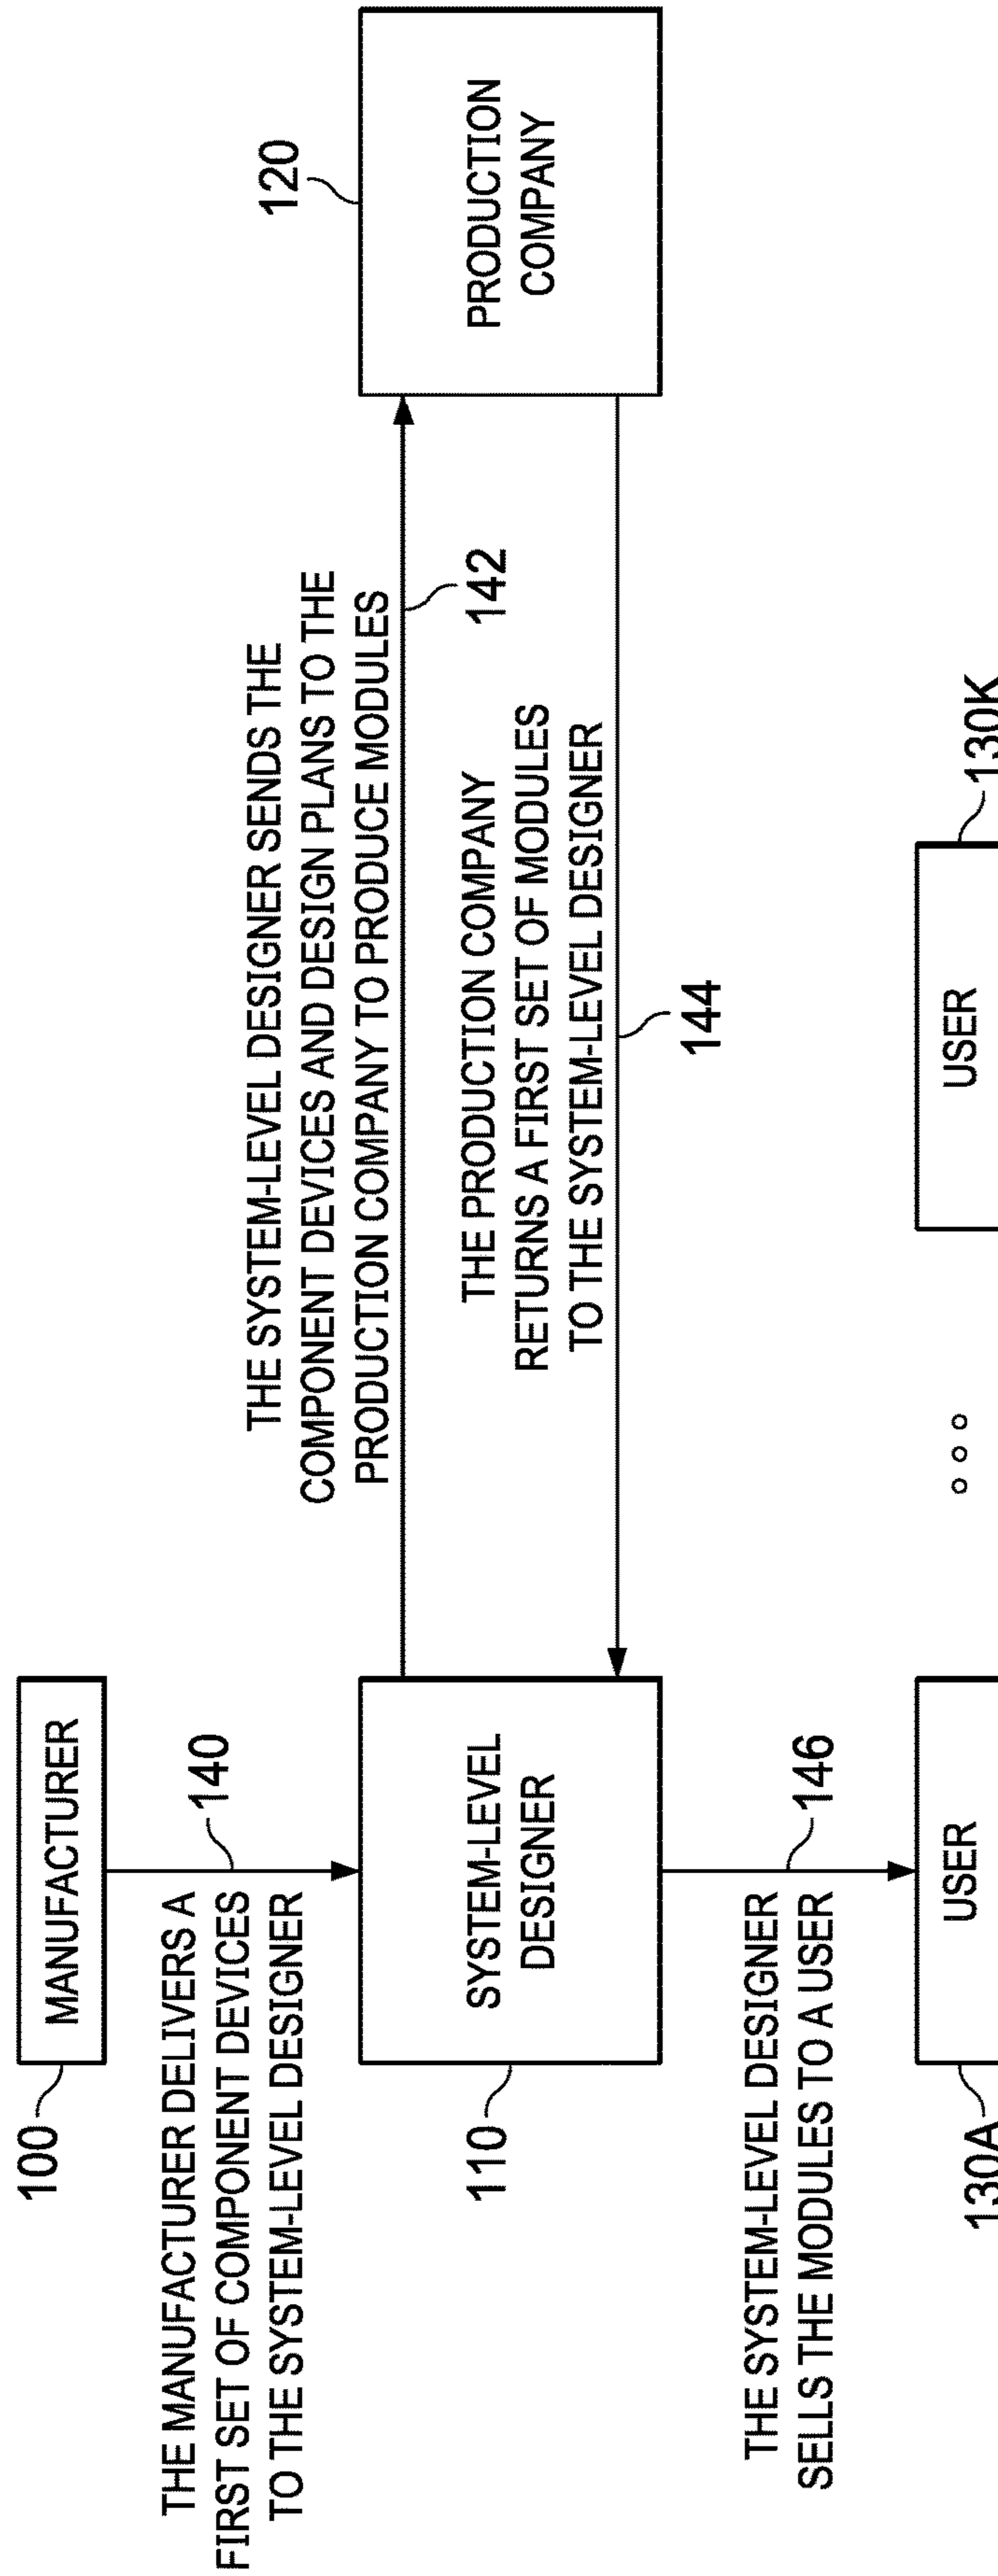 100
MANUFACTURER
THE MANUFACTURER DELIVERS A
FIRST SET OF COMPONENT DEVICES
TO THE SYSTEM-LEVEL DESIGNER
140
THE SYSTEM-LEVEL DESIGNER SENDS THE
COMPONENT DEVICES AND DESIGN PLANS TO THE
PRODUCTION COMPANY TO PRODUCE MODULES
142
120
110
SYSTEM-LEVEL
DESIGNER
PRODUCTION
COMPANY
THE PRODUCTION COMPANY
RETURNS A FIRST SET OF MODULES
TO THE SYSTEM-LEVEL DESIGNER
144
THE SYSTEM-LEVEL DESIGNER
SELLS THE MODULES TO A USER
146
130A
USER
USER
130K